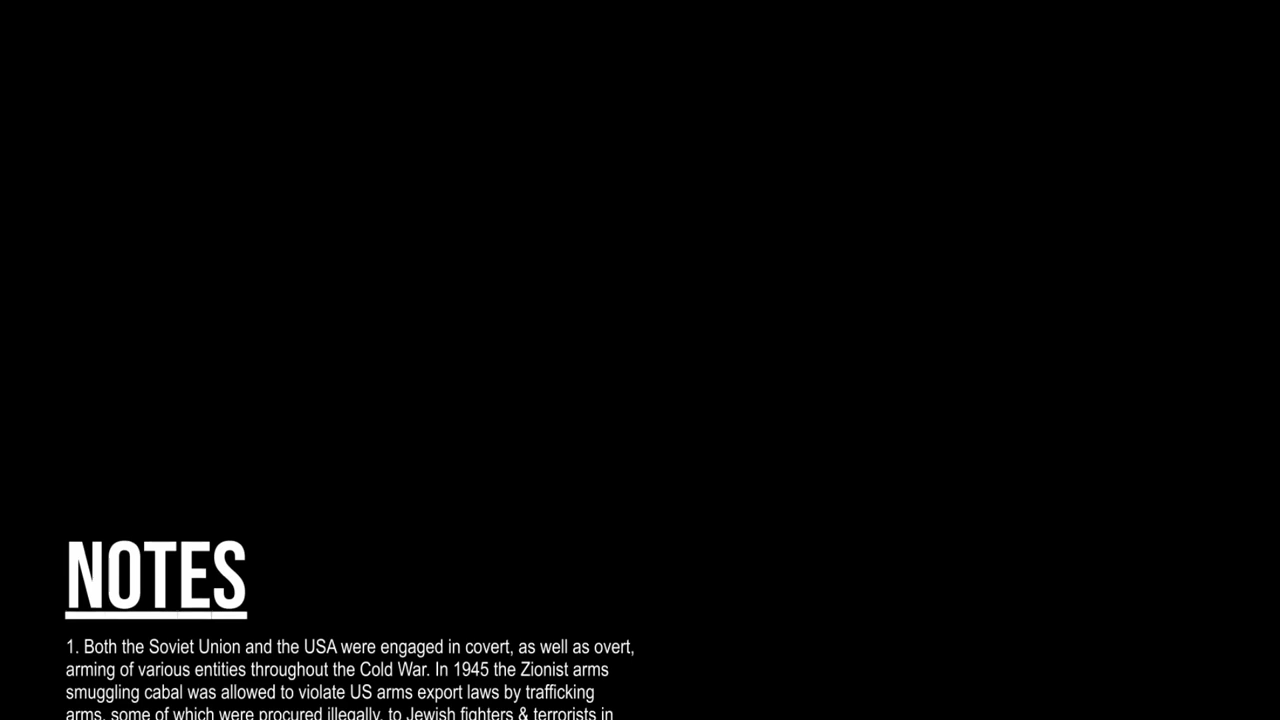 NOTES
1. Both the Soviet Union and the USA were engaged in covert, as well as overt,
arming of various entities throughout the Cold War. In 1945 the Zionist arms
smuggling cabal was allowed to violate US arms export laws by trafficking
arms, some of which were procured illegally, to Jewish fighters & terrorists in